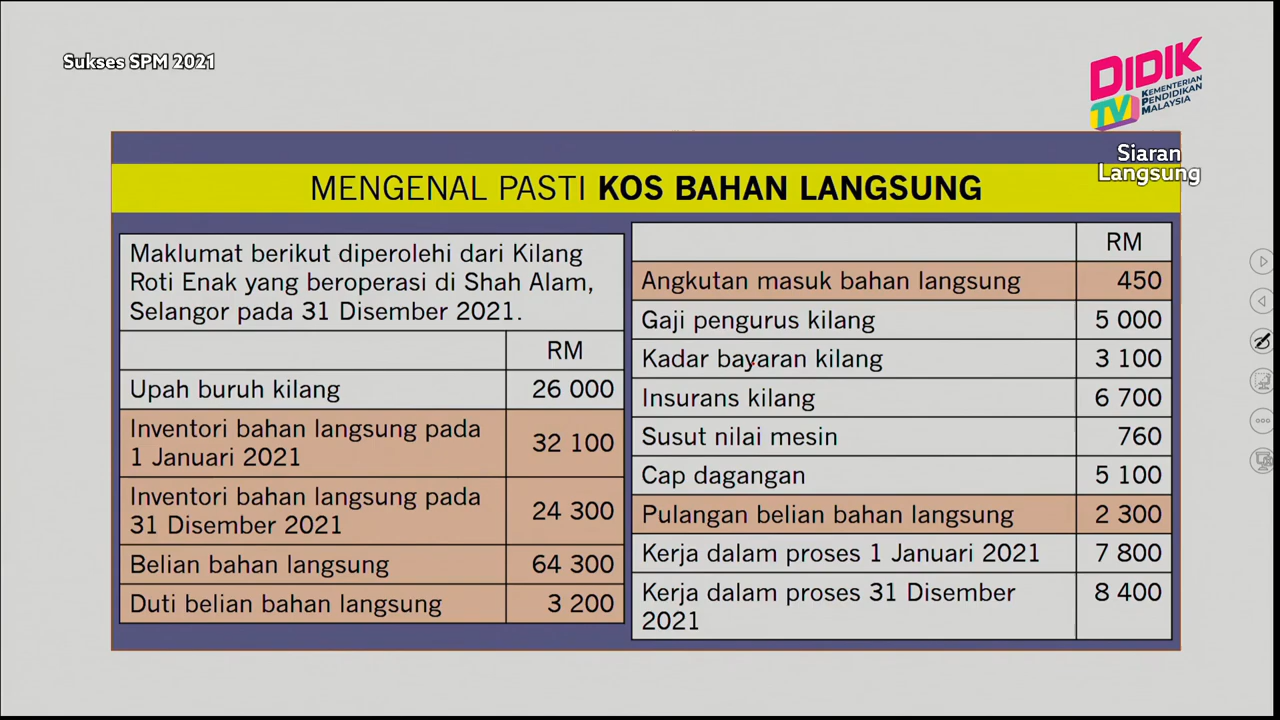 Sukses SPM 2021
DIDIK
TV
KEMENTERIAN
PENDIDIKAN
MALAYSIA
Siaran
Langsung
MENGENAL PASTI KOS BAHAN LANGSUNG
Maklumat berikut diperolehi dari Kilang
Roti Enak yang beroperasi di Shah Alam,
Selangor pada 31 Disember 2021.
RM
Upah buruh kilang 26 000
Inventori bahan langsung pada
1 Januari 2021 32 100
Inventori bahan langsung pada
31 Disember 2021 24 300
Belian bahan langsung 64 300
Duti belian bahan langsung 3 200
RM
Angkutan masuk bahan langsung 450
Gaji pengurus kilang 5 000
Kadar bayaran kilang 3 100
Insurans kilang 6 700
Susut nilai mesin 760
Cap dagangan 5 100
Pulangan belian bahan langsung 2 300
Kerja dalam proses 1 Januari 2021 7 800
Kerja dalam proses 31 Disember 8 400
2021